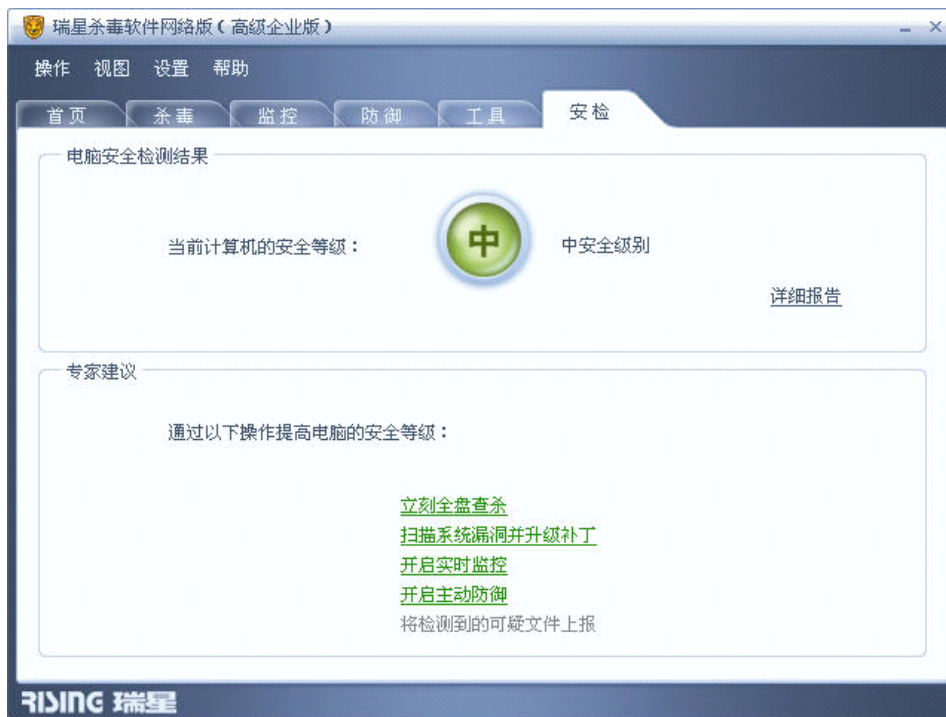 瑞星杀毒软件网络版（高级企业版）
操作 视图 设置 帮助
首页 杀毒 监控 防御 工具 安检
电脑安全检测结果
当前计算机的安全等级： 中 中安全级别
详细报告
专家建议
通过以下操作提高电脑的安全等级：
立刻全盘查杀
扫描系统漏洞并升级补丁
开启实时监控
开启主动防御
将检测到的可疑文件上报
RISING 瑞星